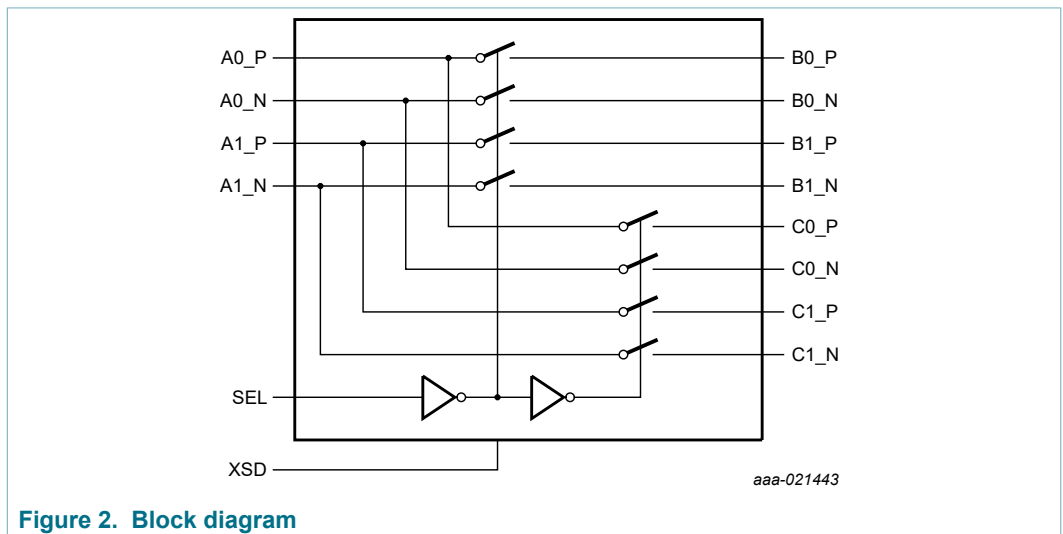 A0_P
B0_P
A0_N
B0_N
A1_P
B1_P
A1_N
B1_N
C0_P
C0_N
C1_P
C1_N
SEL
XSD
aaa-021443
Figure 2. Block diagram